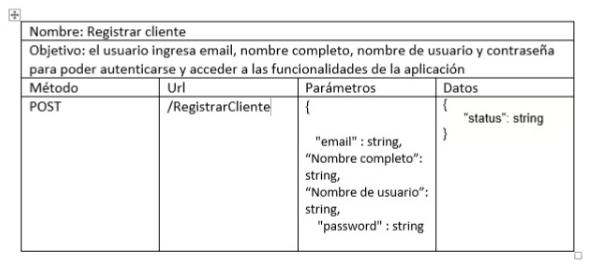 Nombre: Registrar cliente
Objetivo: el usuario ingresa email, nombre completo, nombre de usuario y contraseña
para poder autenticarse y acceder a las funcionalidades de la aplicación
Método Url Parámetros Datos
POST /RegistrarCliente { {
"status": string
}
"email" : string,
“Nombre completo”:
string,
“Nombre de usuario”:
string,
"password" : string